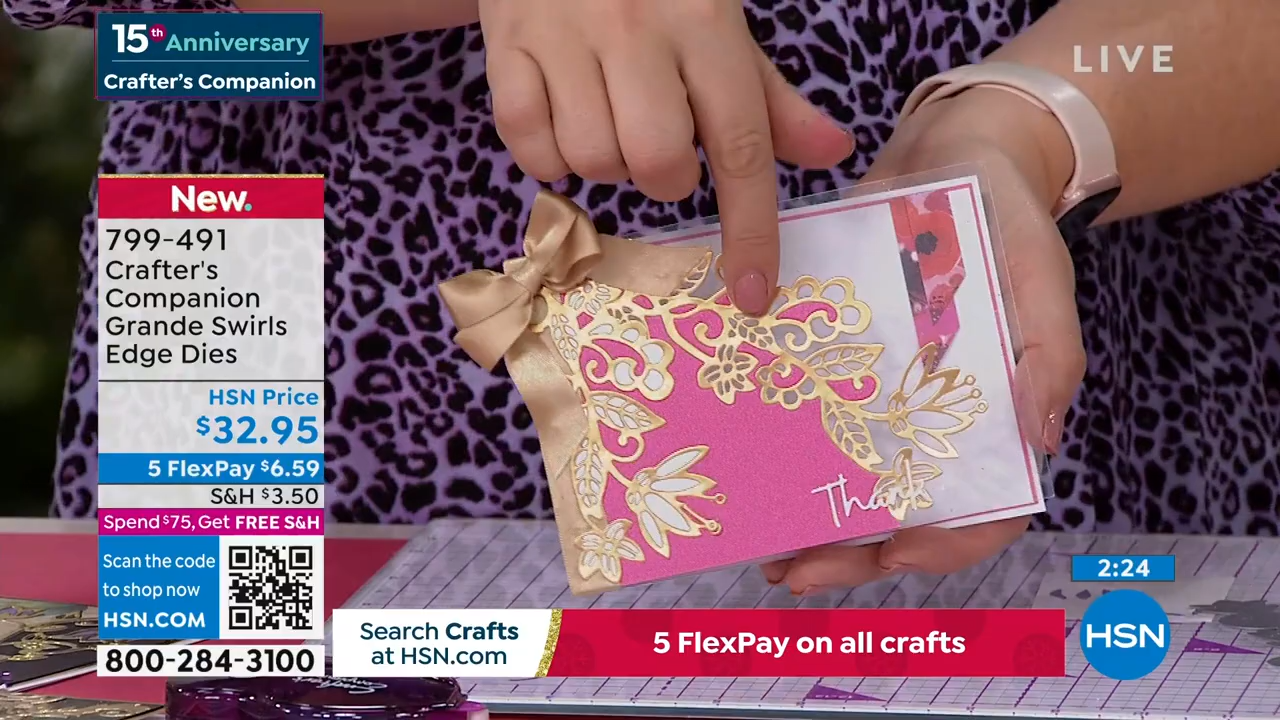 15th Anniversary
Crafter's Companion
LIVE
New.
799-491
Crafter's
Companion
Grande Swirls
Edge Dies
HSN Price
$32.95
5 FlexPay $6.59
S&H $3.50
Spend $75, Get FREE S&H
Scan the code
to shop now
HSN.COM
800-284-3100
Thank
Search Crafts
at HSN.com
5 FlexPay on all crafts
2:24
HSN